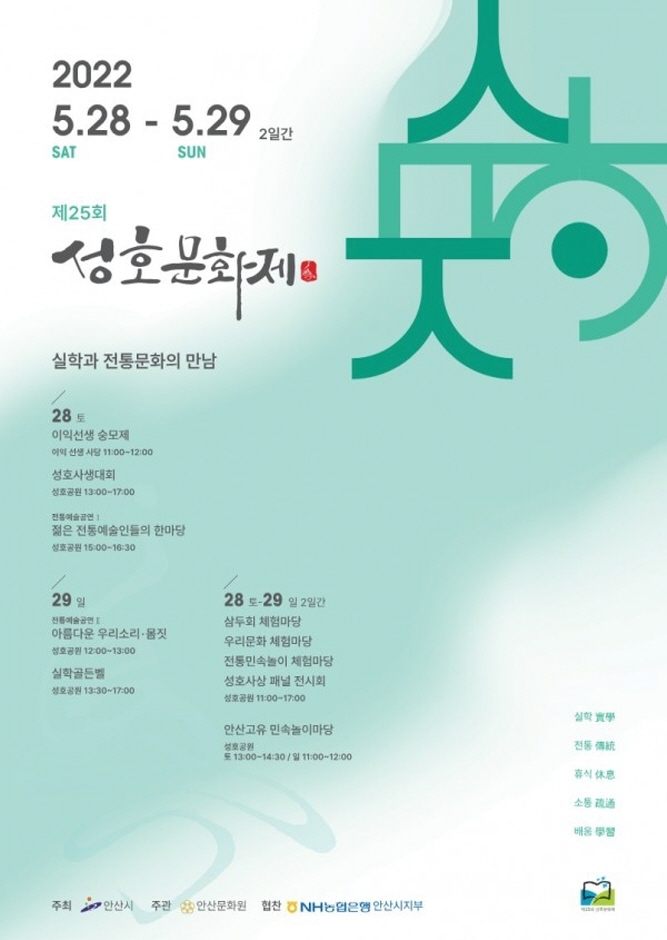 2022
5.28 - 5.29 2일간
SAT SUN
제25회
성호문화제
실학과 전통문화의 만남
28 토
이익선생 숭모제
이익 선생 사당 11:00~12:00
성호사생대회
성호공원 13:00~17:00
전통예술공연 Ⅰ
젊은 전통예술인들의 한마당
성호공원 15:00~16:30
29 일
전통예술공연 Ⅱ
아름다운 우리소리·몸짓
성호공원 12:00~13:00
실학골든벨
성호공원 13:30~17:00
28 토-29 일 2일간
삼두회 체험마당
우리문화 체험마당
전통민속놀이 체험마당
성호사상 패널 전시회
성호공원 11:00~17:00
안산고유 민속놀이마당
성호공원
토 13:00~14:30 / 일 11:00~12:00
실학 實學
전통 傳統
휴식 休息
소통 疏通
배움 學習
주최 안산시 주관 안산문화원 협찬 NH농협은행 안산시지부